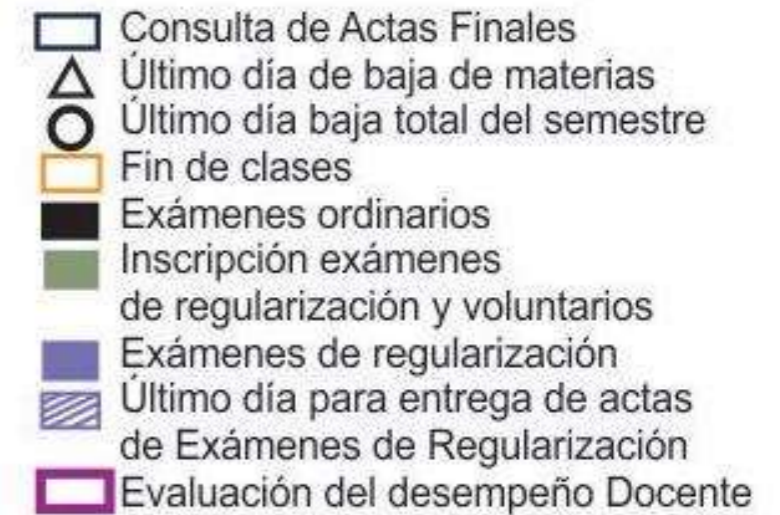 Consulta de Actas Finales
Último día de baja de materias
Último día baja total del semestre
Fin de clases
Exámenes ordinarios
Inscripción exámenes
de regularización y voluntarios
Exámenes de regularización
Último día para entrega de actas
de Exámenes de Regularización
Evaluación del desempeño Docente